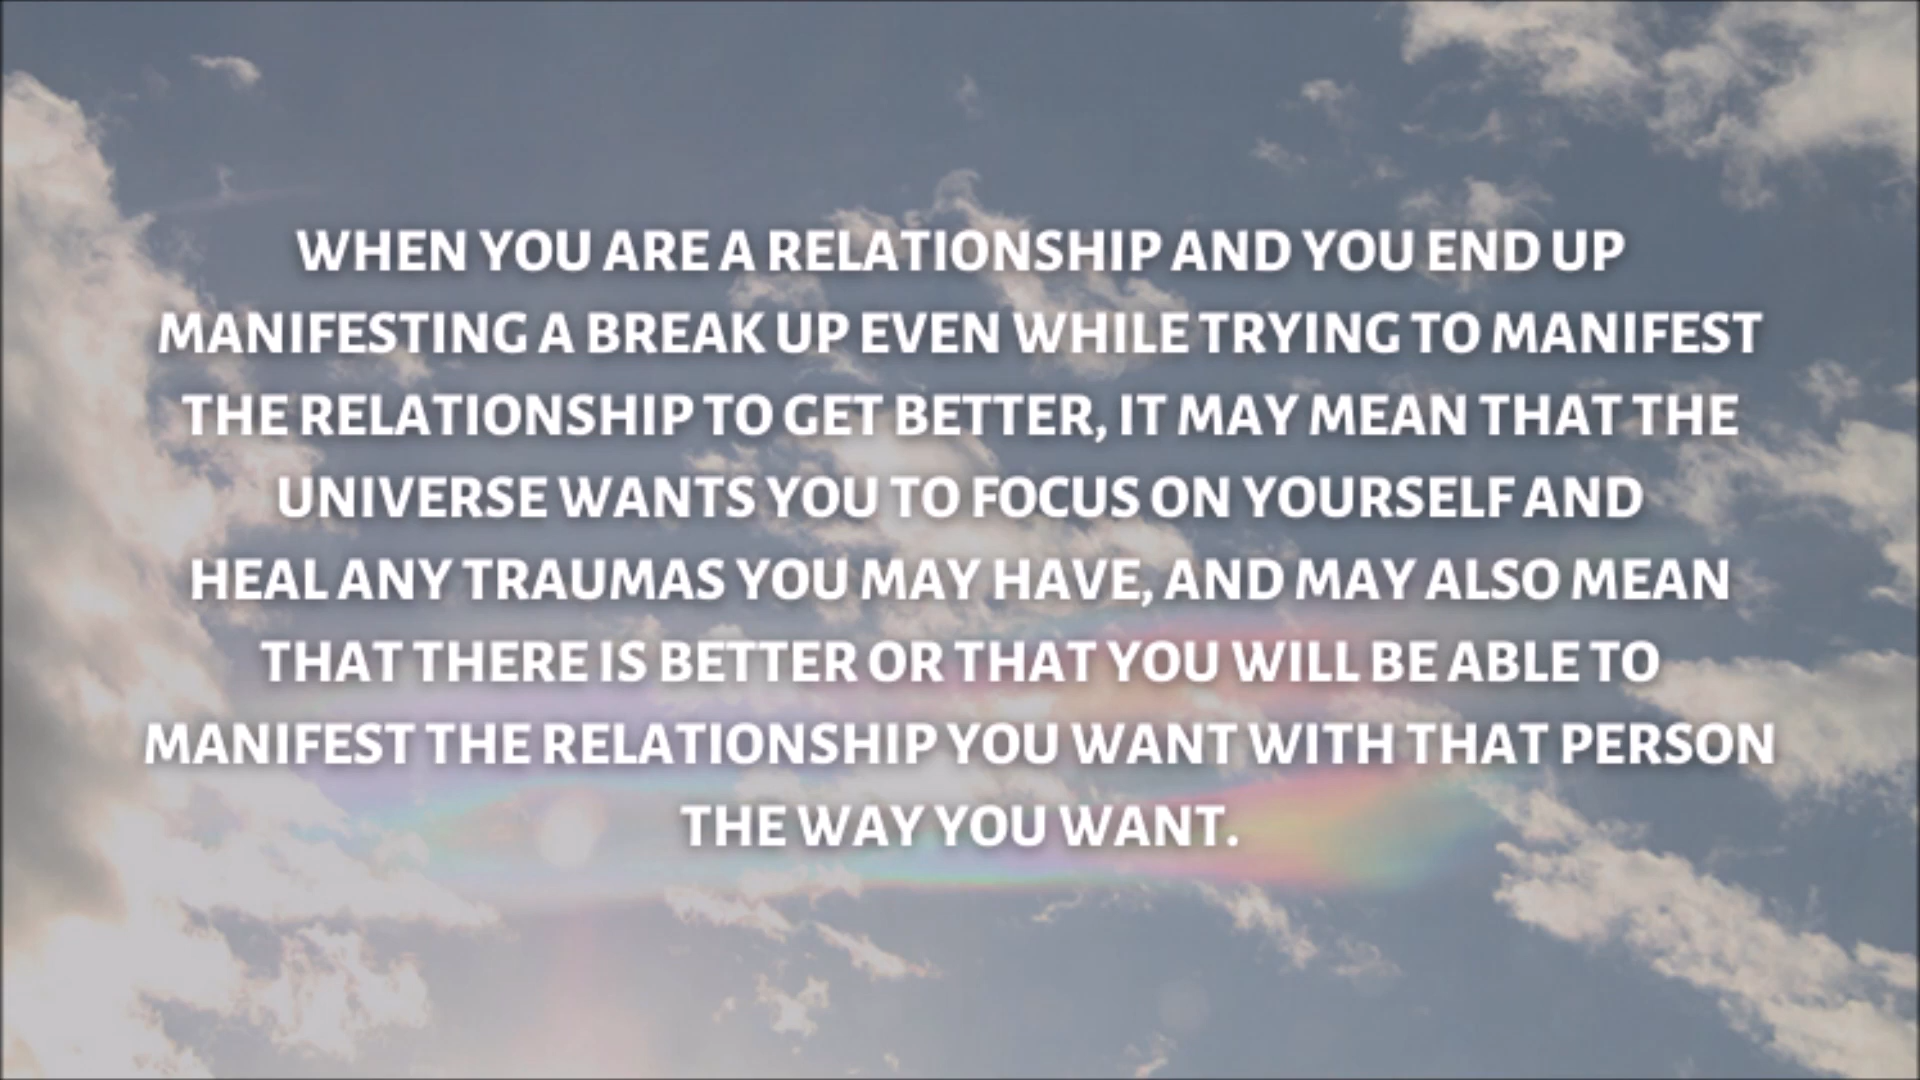 WHEN YOU ARE A RELATIONSHIP AND YOU END UP
MANIFESTING A BREAK UP EVEN WHILE TRYING TO MANIFEST
THE RELATIONSHIP TO GET BETTER, IT MAY MEAN THAT THE
UNIVERSE WANTS YOU TO FOCUS ON YOURSELF AND
HEAL ANY TRAUMAS YOU MAY HAVE, AND MAY ALSO MEAN
THAT THERE IS BETTER OR THAT YOU WILL BE ABLE TO
MANIFEST THE RELATIONSHIP YOU WANT WITH THAT PERSON
THE WAY YOU WANT.